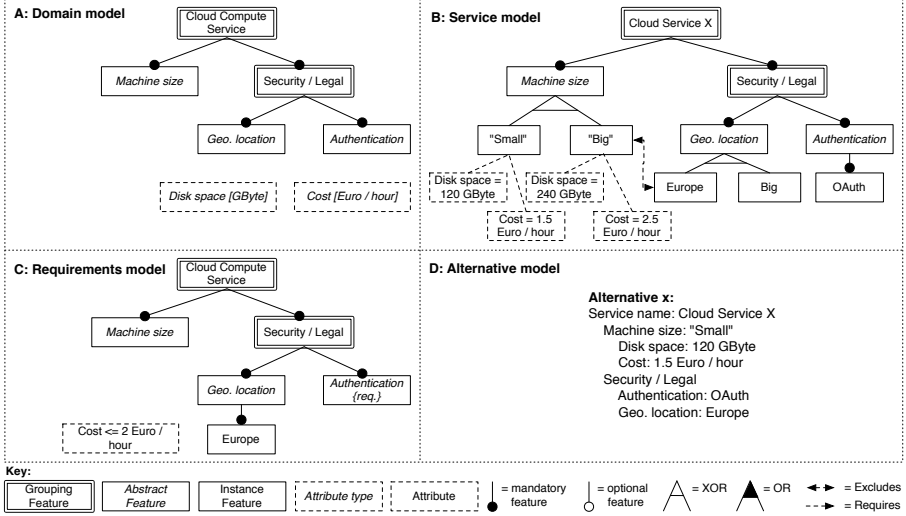 A: Domain model
Cloud Compute
Service
Machine size
Security / Legal
Geo. location
Authentication
Disk space [GByte]
Cost [Euro / hour]
B: Service model
Cloud Service X
Machine size
Security / Legal
"Small"
"Big"
Geo. location
Authentication
Disk space =
120 GByte
Disk space =
240 GByte
Europe
Big
OAuth
Cost = 1.5
Euro / hour
Cost = 2.5
Euro / hour
C: Requirements model
Cloud Compute
Service
Machine size
Security / Legal
Geo. location
Authentication
{req.}
Cost <= 2 Euro /
hour
Europe
D: Alternative model
Alternative x:
Service name: Cloud Service X
Machine size: "Small"
Disk space: 120 GByte
Cost: 1.5 Euro / hour
Security / Legal
Authentication: OAuth
Geo. location: Europe
Key:
Grouping
Feature
Abstract
Feature
Instance
Feature
Attribute type
Attribute
= mandatory
feature
= optional
feature
= XOR
= OR
= Excludes
= Requires